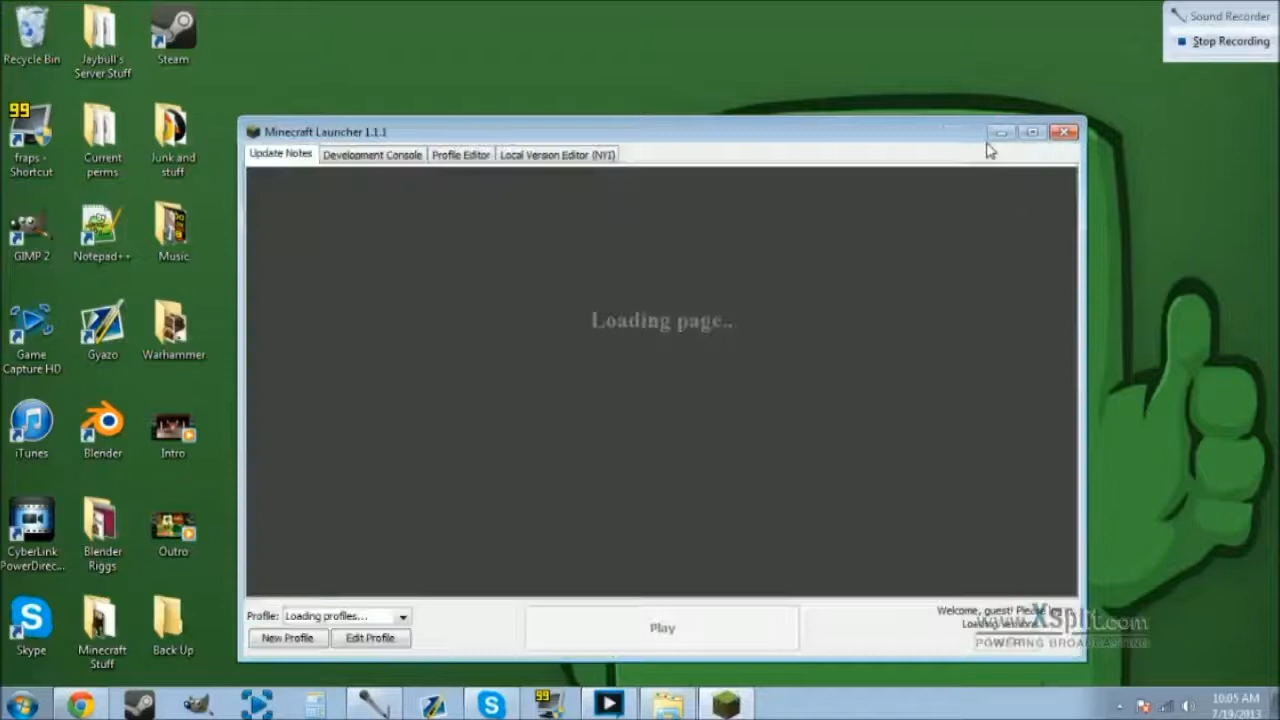 Recycle Bin
Jaybull's
Server Stuff
Steam
Sound Recorder
Stop Recording
99
fraps -
Shortcut
Current
perms
Junk and
stuff
Minecraft Launcher 1.1.1
Update Notes
Development Console
Profile Editor
Local Version Editor (NYI)
GIMP 2
Notepad++
Music
Loading page..
Game
Capture HD
Gyazo
Warhammer
iTunes
Blender
Intro
CyberLink
PowerDirec...
Blender
Riggs
Outro
Skype
Minecraft
Stuff
Back Up
Profile:
Loading profiles...
New Profile
Edit Profile
Play
Welcome, guest! Please
www.XSplit.com
POWERING BROADCASTING
99
10:05 AM
7/19/2013